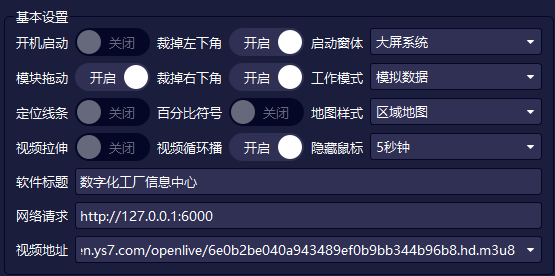 基本设置
开机启动 关闭 裁掉左下角 开启 启动窗体 大屏系统
模块拖动 开启 裁掉右下角 开启 工作模式 模拟数据
定位线条 关闭 百分比符号 关闭 地图样式 区域地图
视频拉伸 关闭 视频循环播 开启 隐藏鼠标 5秒钟
软件标题 数字化工厂信息中心
网络请求 http://127.0.0.1:6000
视频地址 en.ys7.com/openlive/6e0b2be040a943489ef0b9bb344b96b8.hd.m3u8